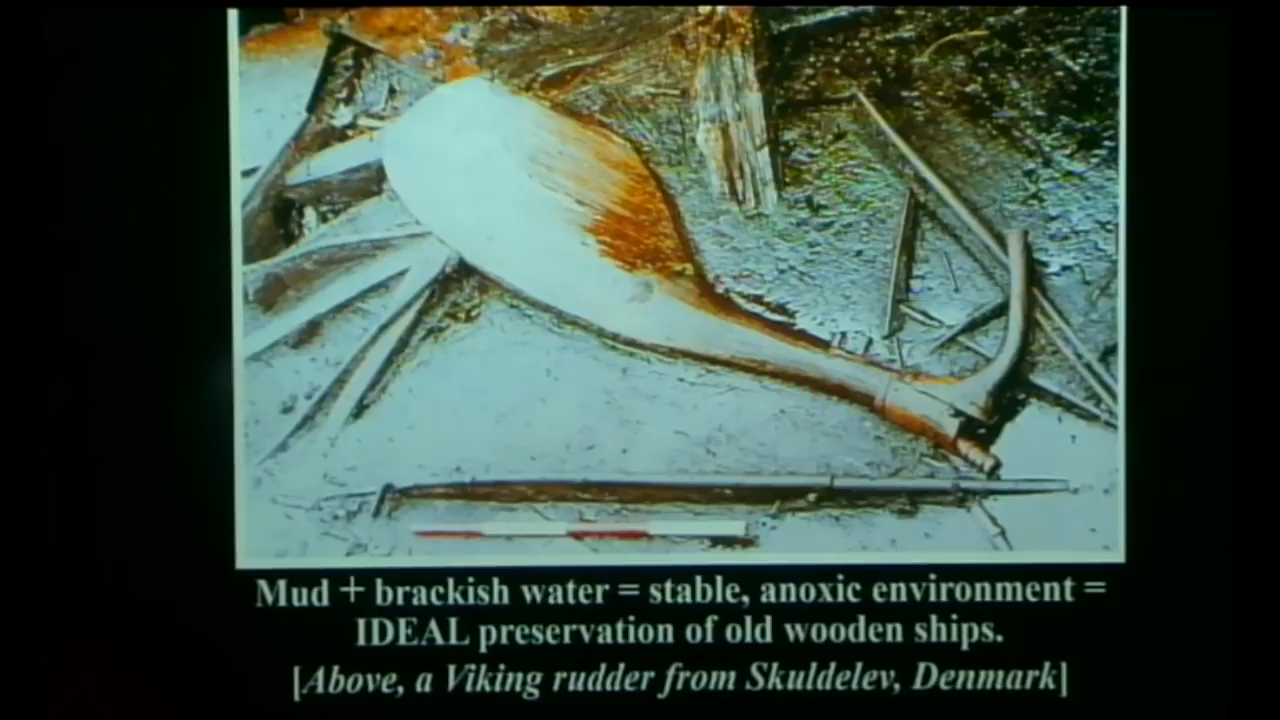 Mud + brackish water = stable, anoxic environment =
IDEAL preservation of old wooden ships.
[Above, a Viking rudder from Skuldelev, Denmark]